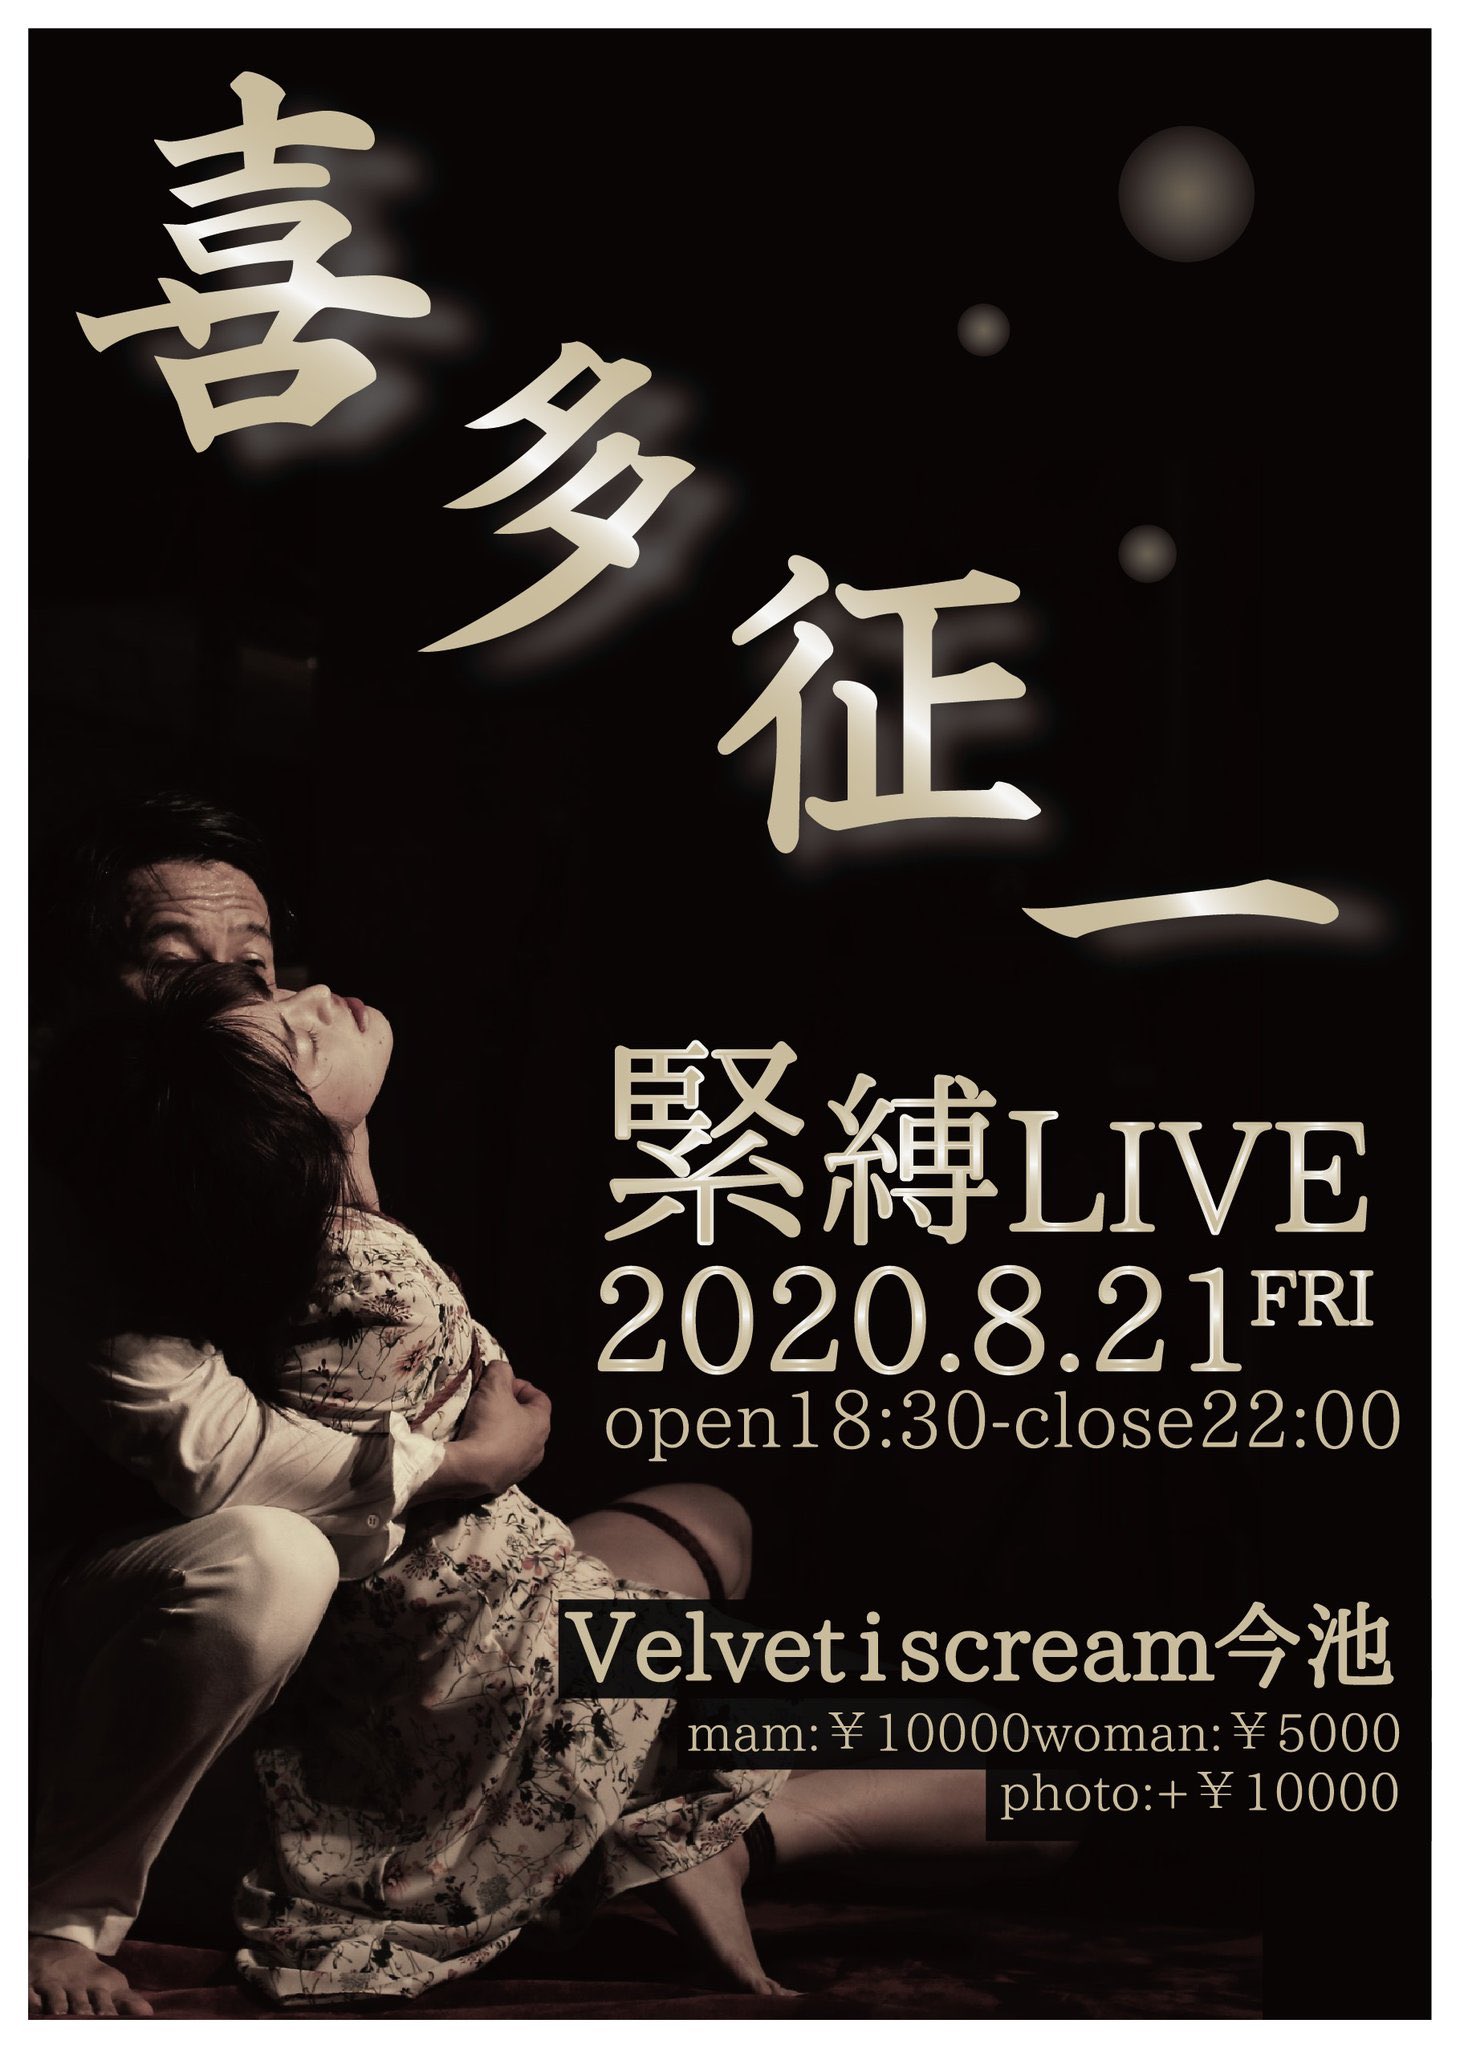 喜多征一
緊縛LIVE
2020.8.21FRI
open18:30-close22:00
Velvetiscream今池
mam:￥10000woman:￥5000
photo:+￥10000